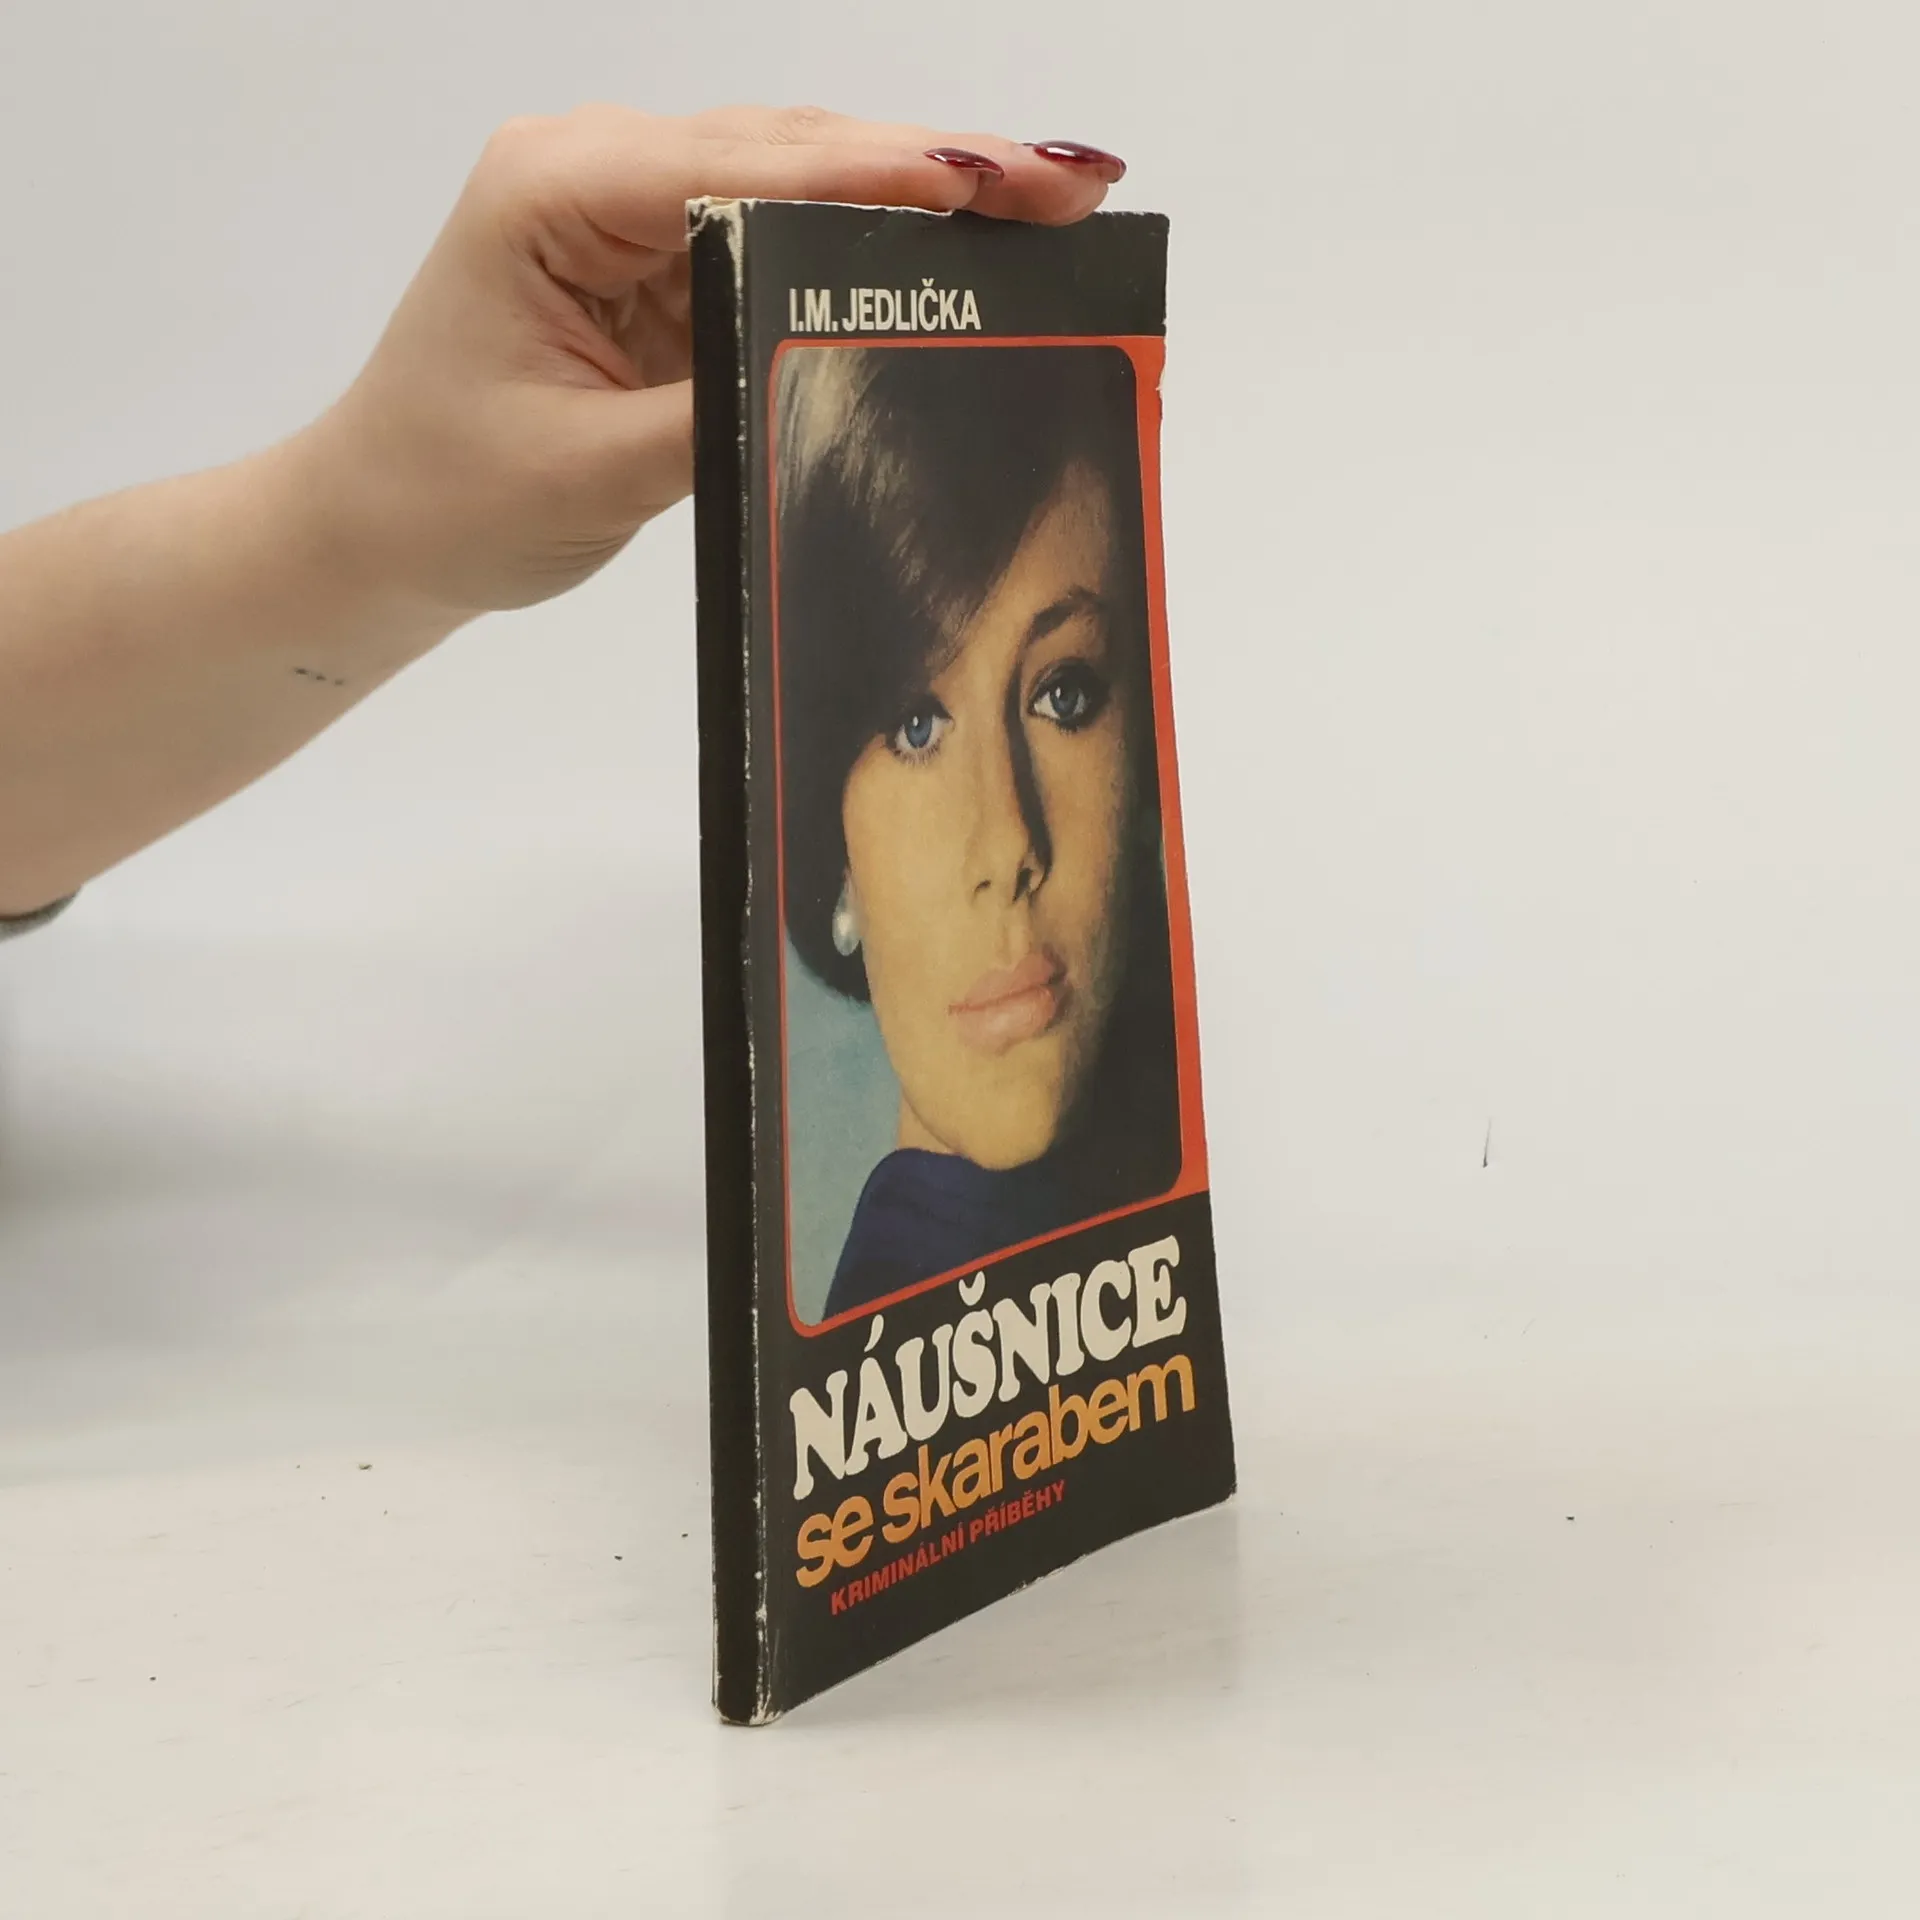 I.M. JEDLIČKA
NÁUŠNICE
se skarabem
KRIMINÁLNÍ PŘÍBĚHY